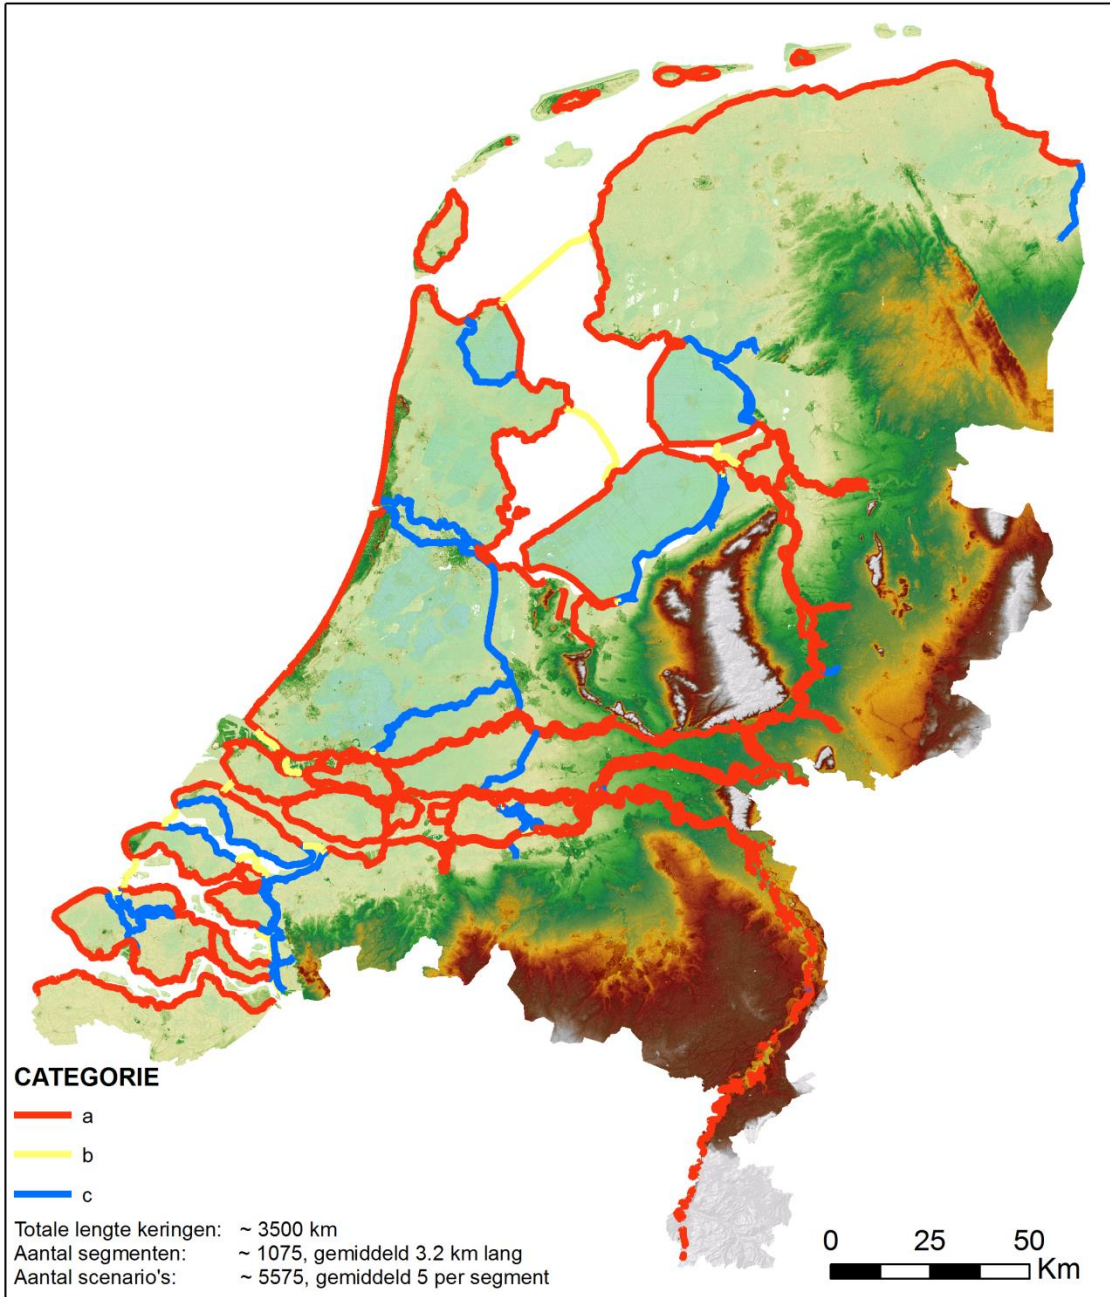 CATEGORIE
a
b
c
Totale lengte keringen: ~ 3500 km
Aantal segmenten: ~ 1075, gemiddeld 3.2 km lang
Aantal scenario's: ~ 5575, gemiddeld 5 per segment
0 25 50
Km